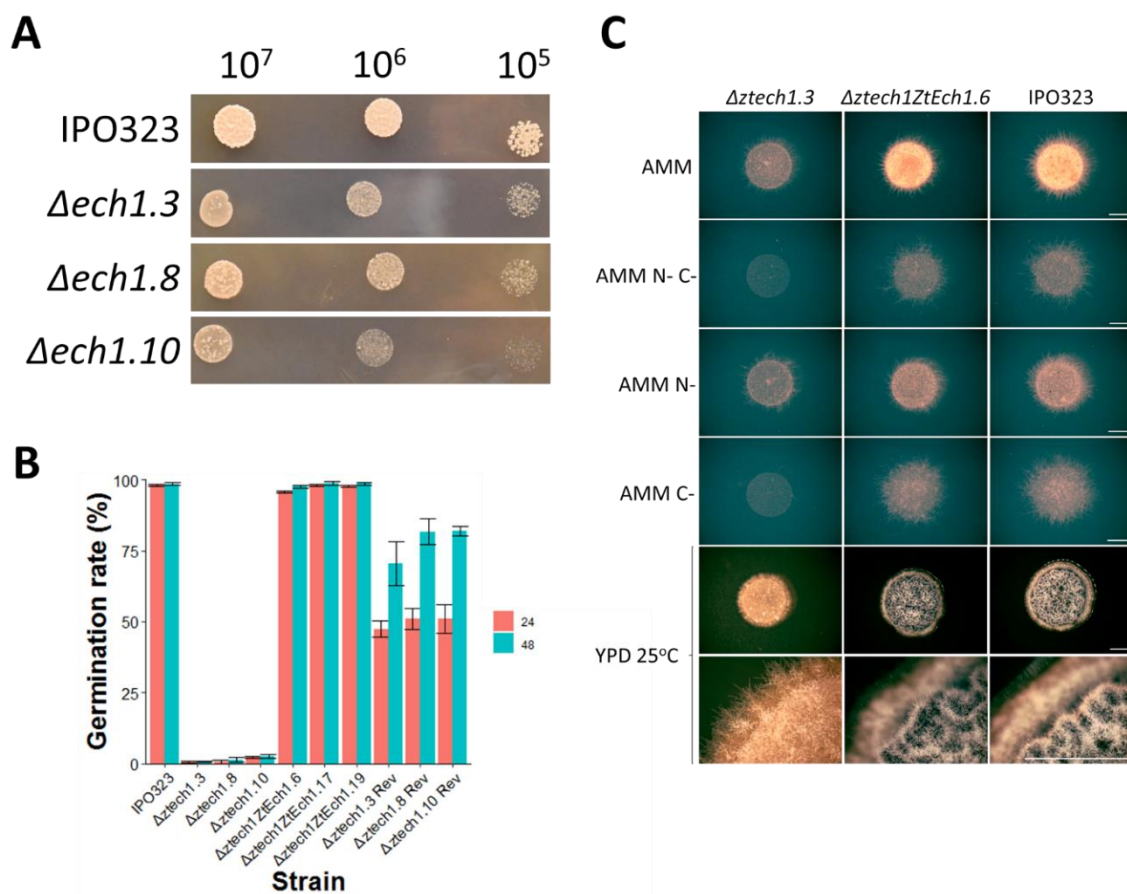 A
10⁷ 10⁶ 10⁵
IPO323
Δech1.3
Δech1.8
Δech1.10
B
Germination rate (%)
100
75
50
25
0
24
48
IPO323
Δztech1.3
Δztech1.8
Δztech1.10
Δztech1ZtEch1.6
Δztech1ZtEch1.17
Δztech1ZtEch1.19
Δztech1.3 Rev
Δztech1.8 Rev
Δztech1.10 Rev
Strain
C
Δztech1.3 Δztech1ZtEch1.6 IPO323
AMM
AMM N- C-
AMM N-
AMM C-
YPD 25°C